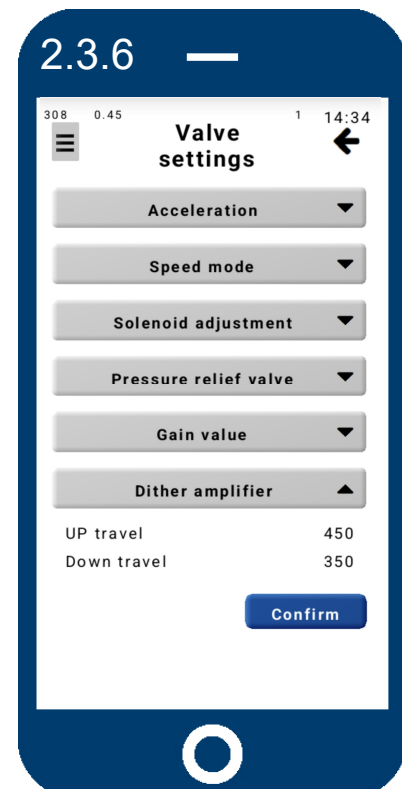 2.3.6
308 0.45 1 14:34
Valve
settings
Acceleration
Speed mode
Solenoid adjustment
Pressure relief valve
Gain value
Dither amplifier
UP travel 450
Down travel 350
Confirm